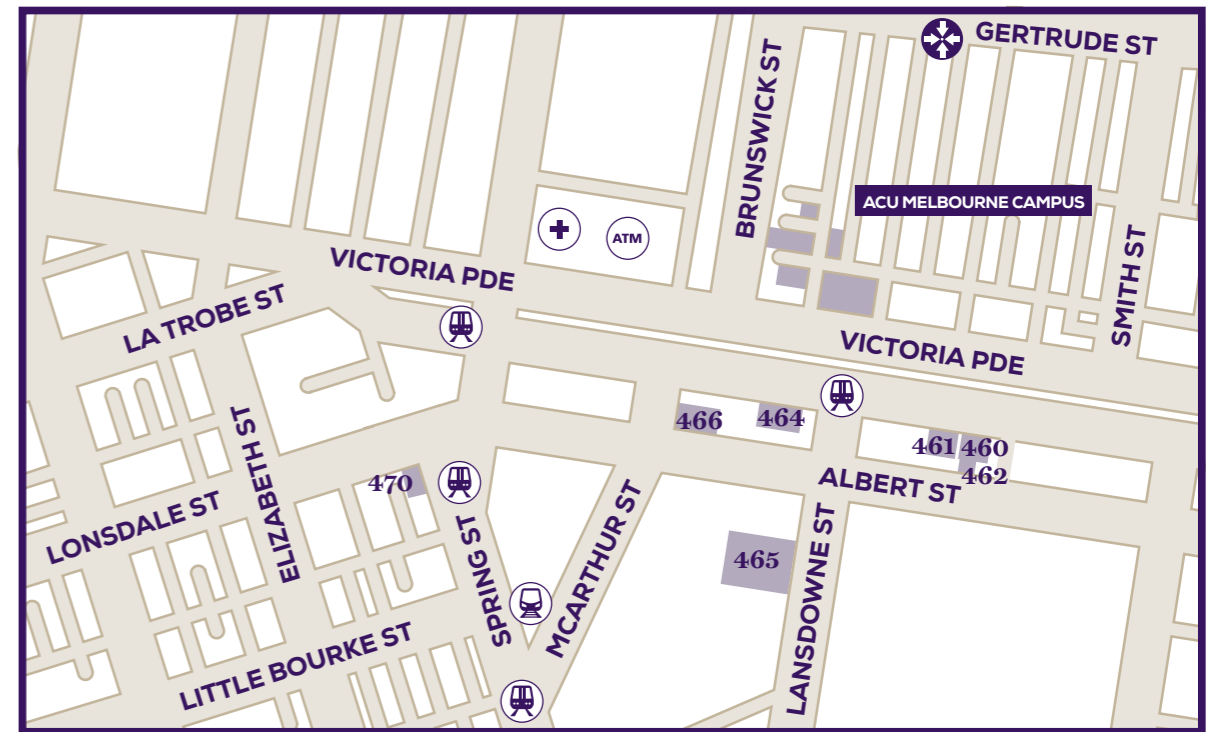 GERTRUDE ST
BRUNSWICK ST
ACU MELBOURNE CAMPUS
ATM
VICTORIA PDE
SMITH ST
LA TROBE ST
VICTORIA PDE
466
464
461
460
462
ELIZABETH ST
470
ALBERT ST
LONSDALE ST
SPRING ST
MCARTHUR ST
465
LANSDOWNE ST
LITTLE BOURKE ST